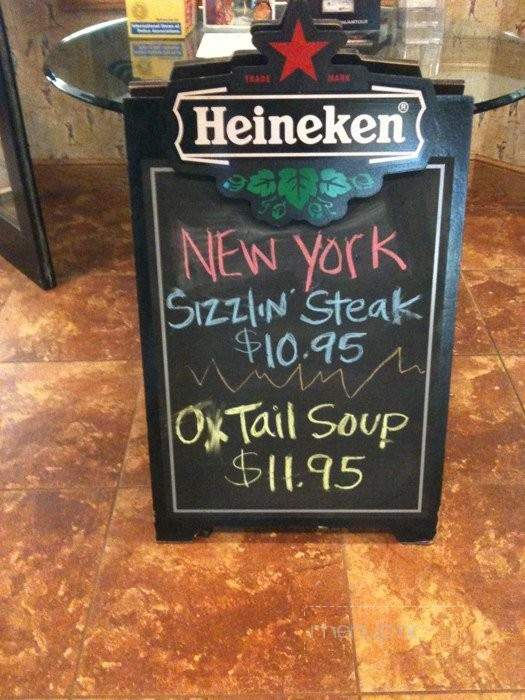 TRADE MARK
Heineken®
NEW YORK
SIZZLIN' Steak
$10.95
OxTail SOUP
$11.95